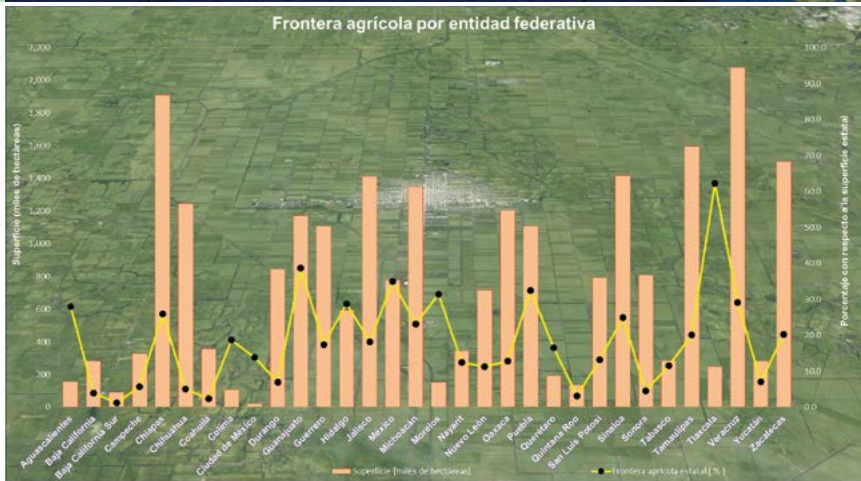 Frontera agrícola por entidad federativa
2,200
2,000
1,800
1,600
1,400
1,200
1,000
800
600
400
200
0
Superficie (miles de hectáreas)
100.0
90.0
80.0
70.0
60.0
50.0
40.0
30.0
20.0
10.0
0.0
Porcentaje con respecto a la superficie estatal
Aguascalientes
Baja California
Baja California Sur
Campeche
Chiapas
Chihuahua
Coahuila
Colima
Ciudad de México
Durango
Guanajuato
Guerrero
Hidalgo
Jalisco
México
Michoacán
Morelos
Nayarit
Nuevo León
Oaxaca
Puebla
Querétaro
Quintana Roo
San Luis Potosí
Sinaloa
Sonora
Tabasco
Tamaulipas
Tlaxcala
Veracruz
Yucatán
Zacatecas
Superficie (miles de hectáreas)
Frontera agrícola estatal ( % )